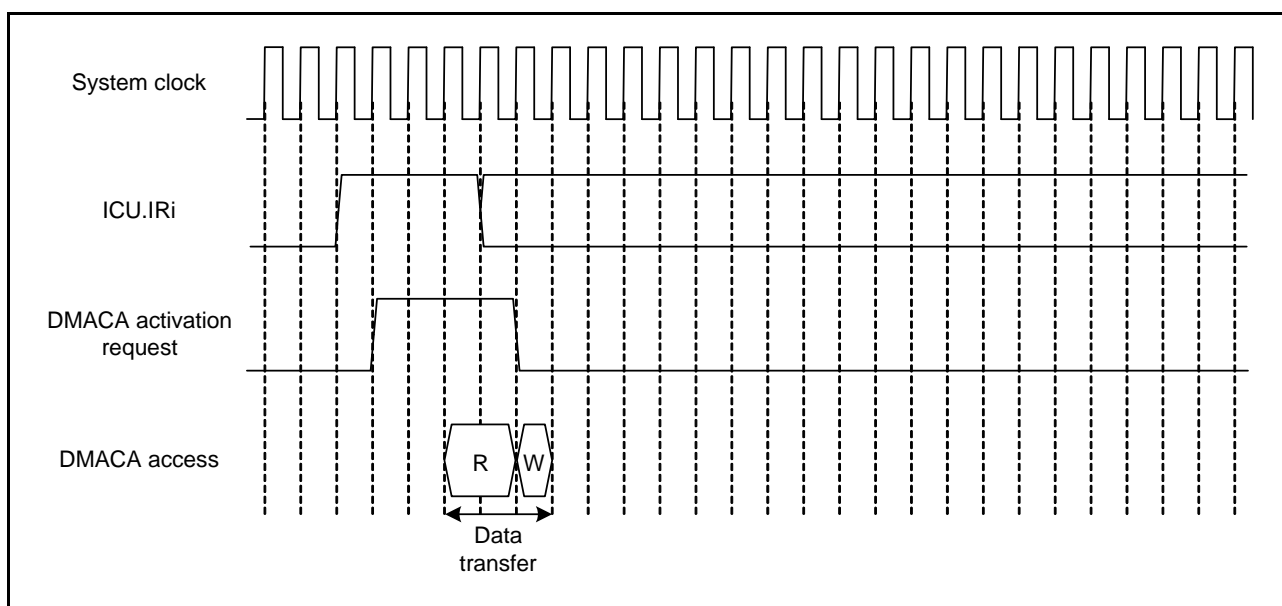 System clock
ICU.IRi
DMACA activation
request
DMACA access
R
W
Data
transfer